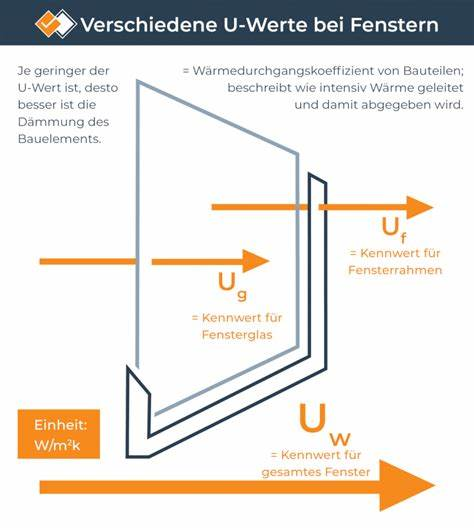 Verschiedene U-Werte bei Fenstern
Je geringer der
U-Wert ist, desto
besser ist die
Dämmung des
Bauelements.
= Wärmedurchgangskoeffizient von Bauteilen;
beschreibt wie intensiv Wärme geleitet
und damit abgegeben wird.
Uf
= Kennwert für
Fensterrahmen
Ug
= Kennwert für
Fensterglas
Einheit:
W/m²k
Uw
= Kennwert für
gesamtes Fenster